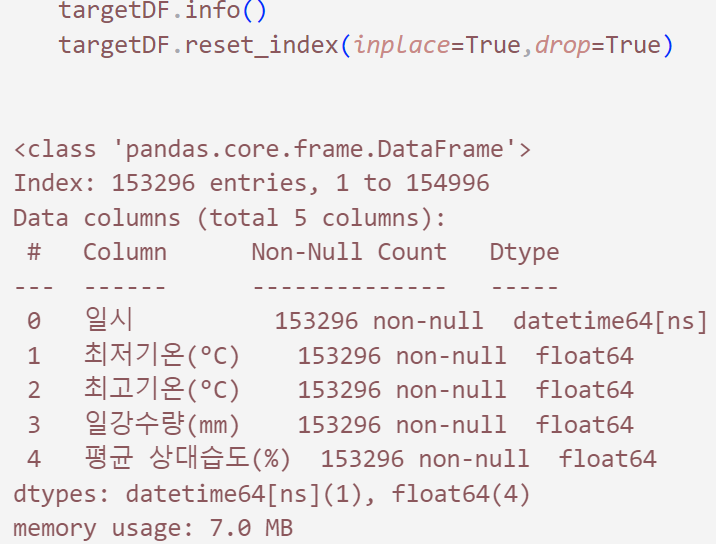 targetDF.info()
targetDF.reset_index(inplace=True,drop=True)
<class 'pandas.core.frame.DataFrame'>
Index: 153296 entries, 1 to 154996
Data columns (total 5 columns):
 #   Column      Non-Null Count   Dtype
---  ------      --------------   -----
 0   일시          153296 non-null  datetime64[ns]
 1   최저기온(°C)    153296 non-null  float64
 2   최고기온(°C)    153296 non-null  float64
 3   일강수량(mm)    153296 non-null  float64
 4   평균 상대습도(%)  153296 non-null  float64
dtypes: datetime64[ns](1), float64(4)
memory usage: 7.0 MB